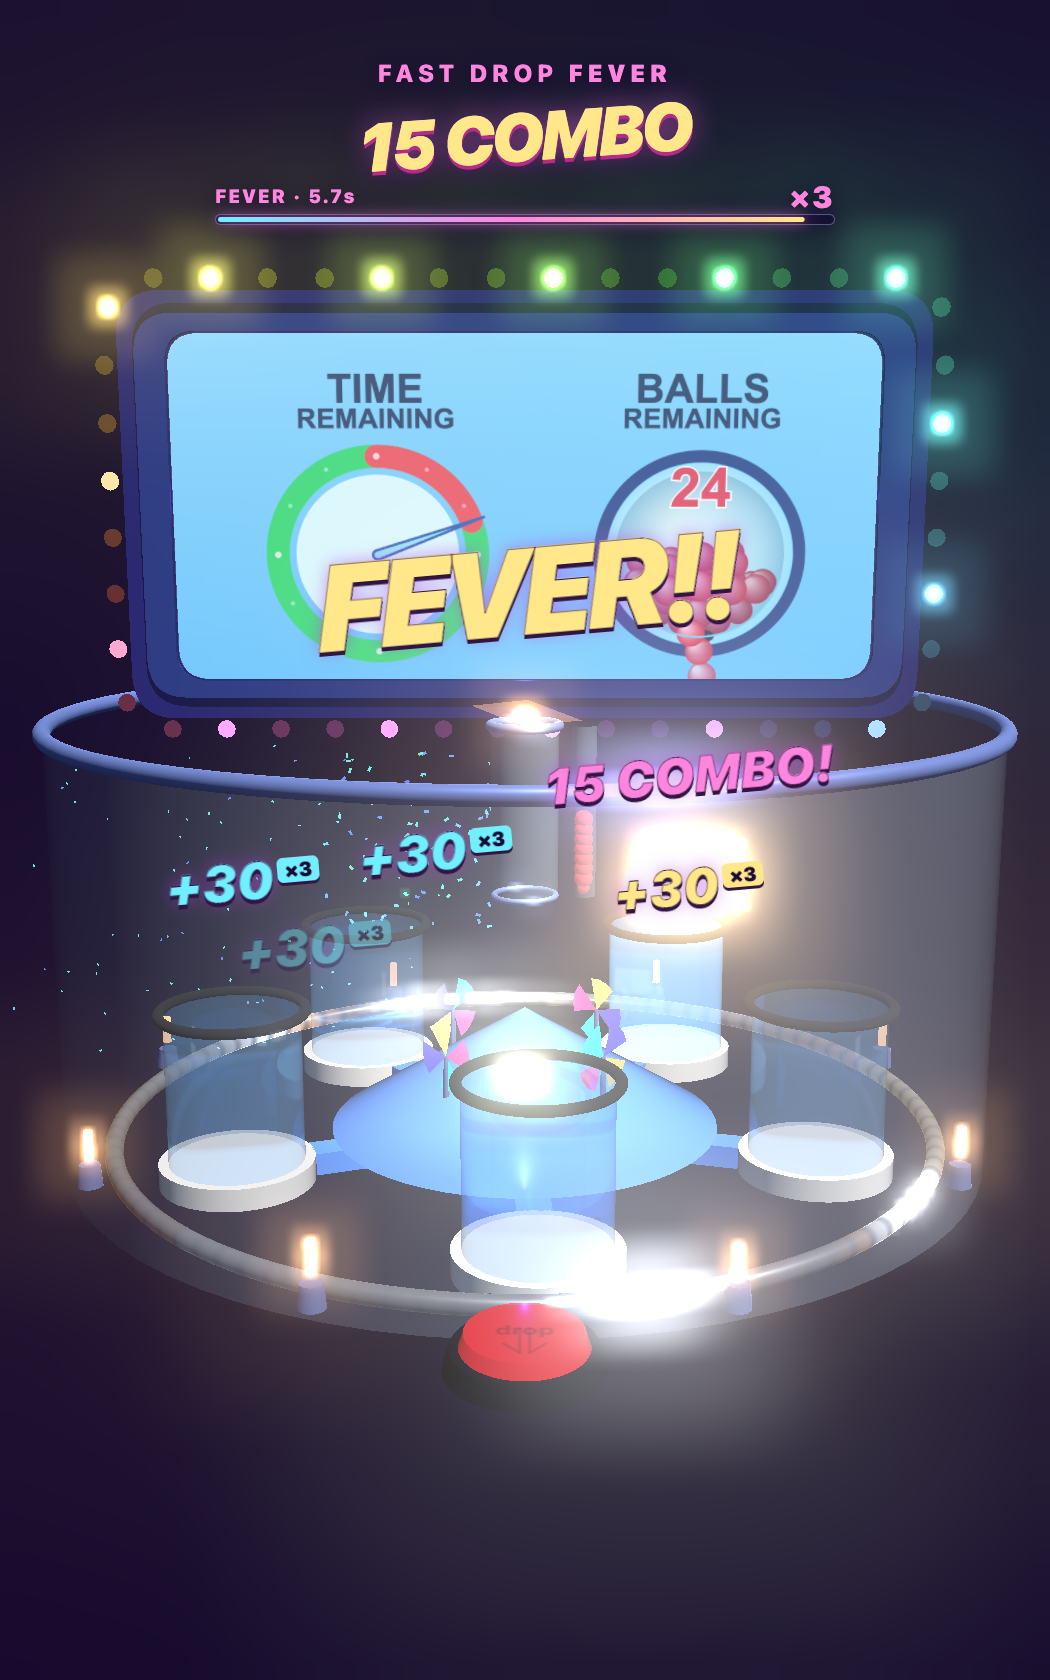 FAST DROP FEVER
15 COMBO
FEVER · 5.7s
×3
TIME
REMAINING
BALLS
REMAINING
24
FEVER!!
15 COMBO!
+30 ×3
+30 ×3
+30 ×3
+30 ×3
drop